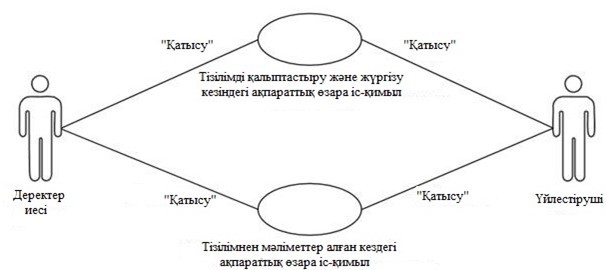 "Қатысу"
"Қатысу"
Тізілімді қалыптастыру және жүргізу
кезіндегі ақпараттық өзара іс-қимыл
Деректер
иесі
Үйлестіруші
"Қатысу"
"Қатысу"
Тізілімнен мәліметтер алған кездегі
ақпараттық өзара іс-қимыл